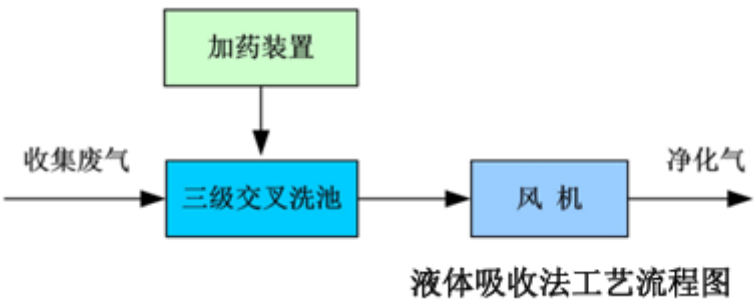 加药装置
收集废气
三级交叉洗池
风 机
净化气
液体吸收法工艺流程图